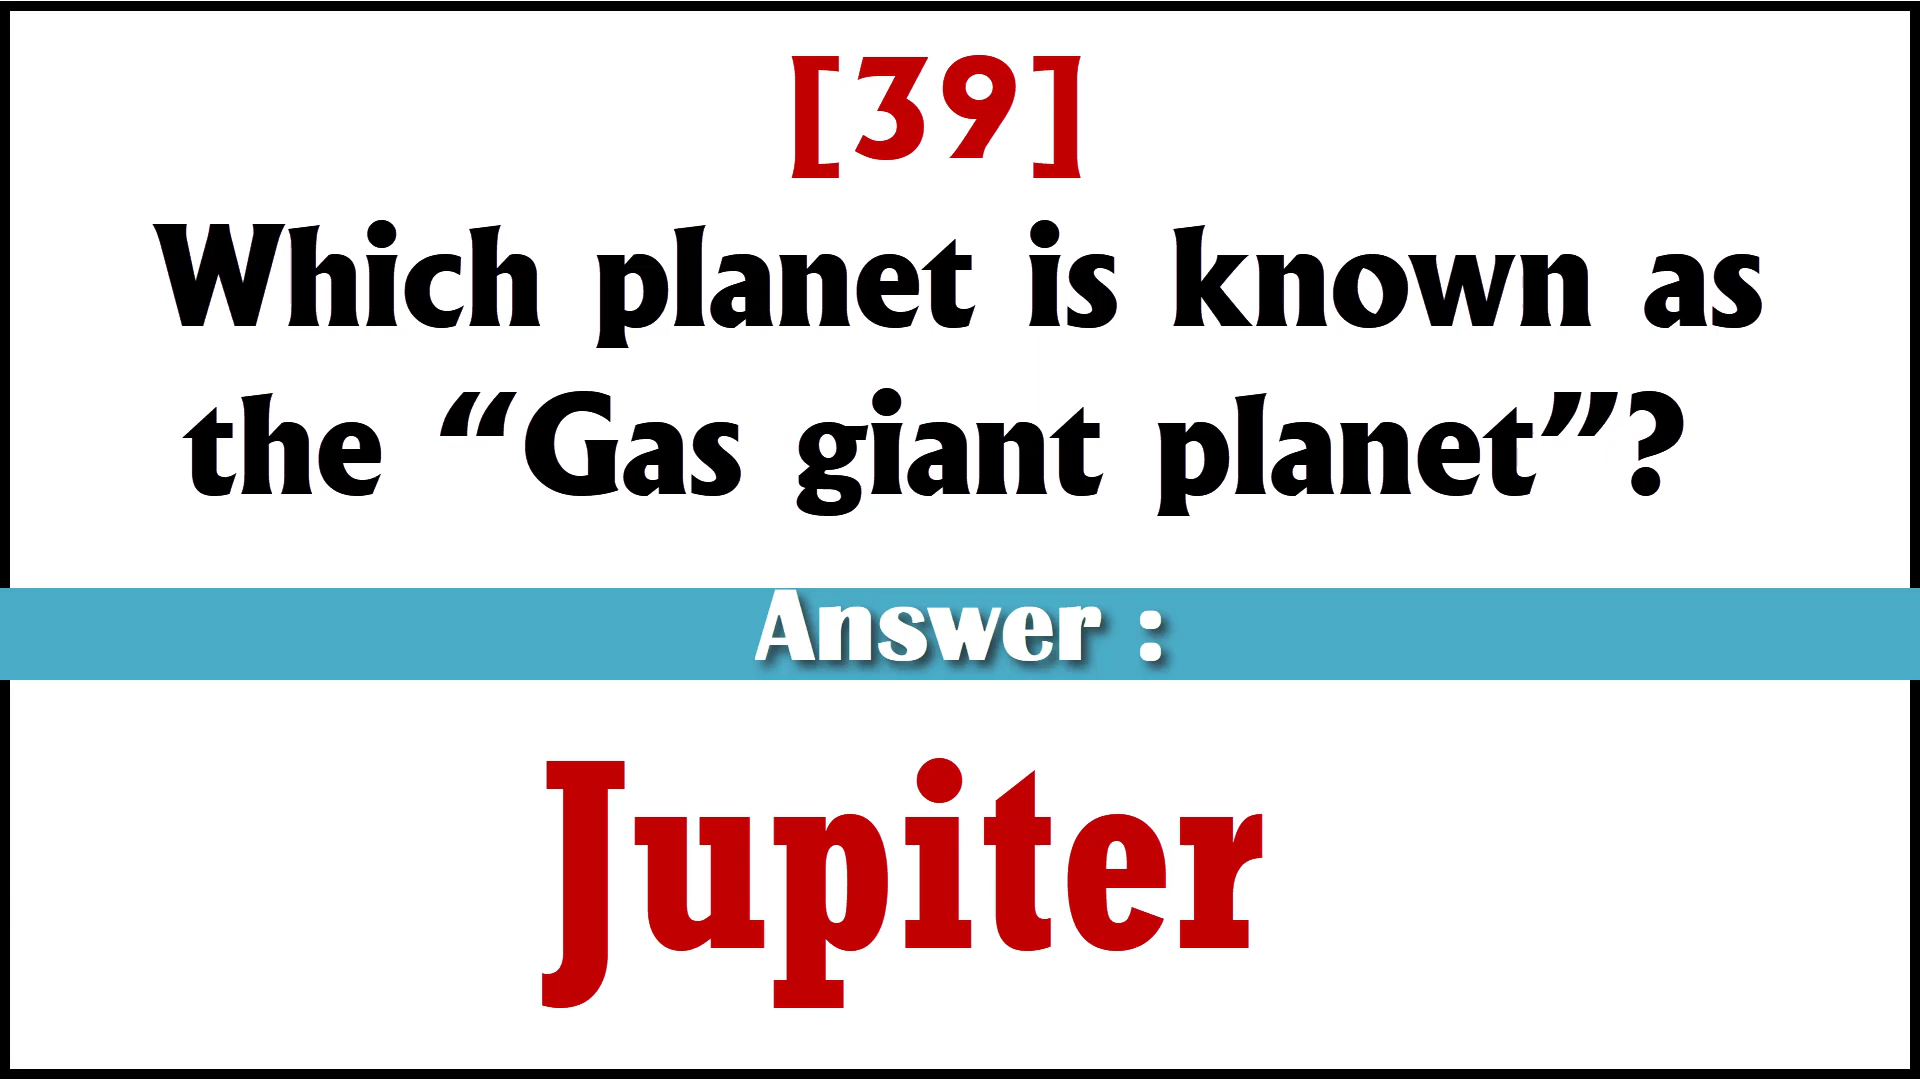 [39]
Which planet is known as
the “Gas giant planet”?
Answer :
Jupiter